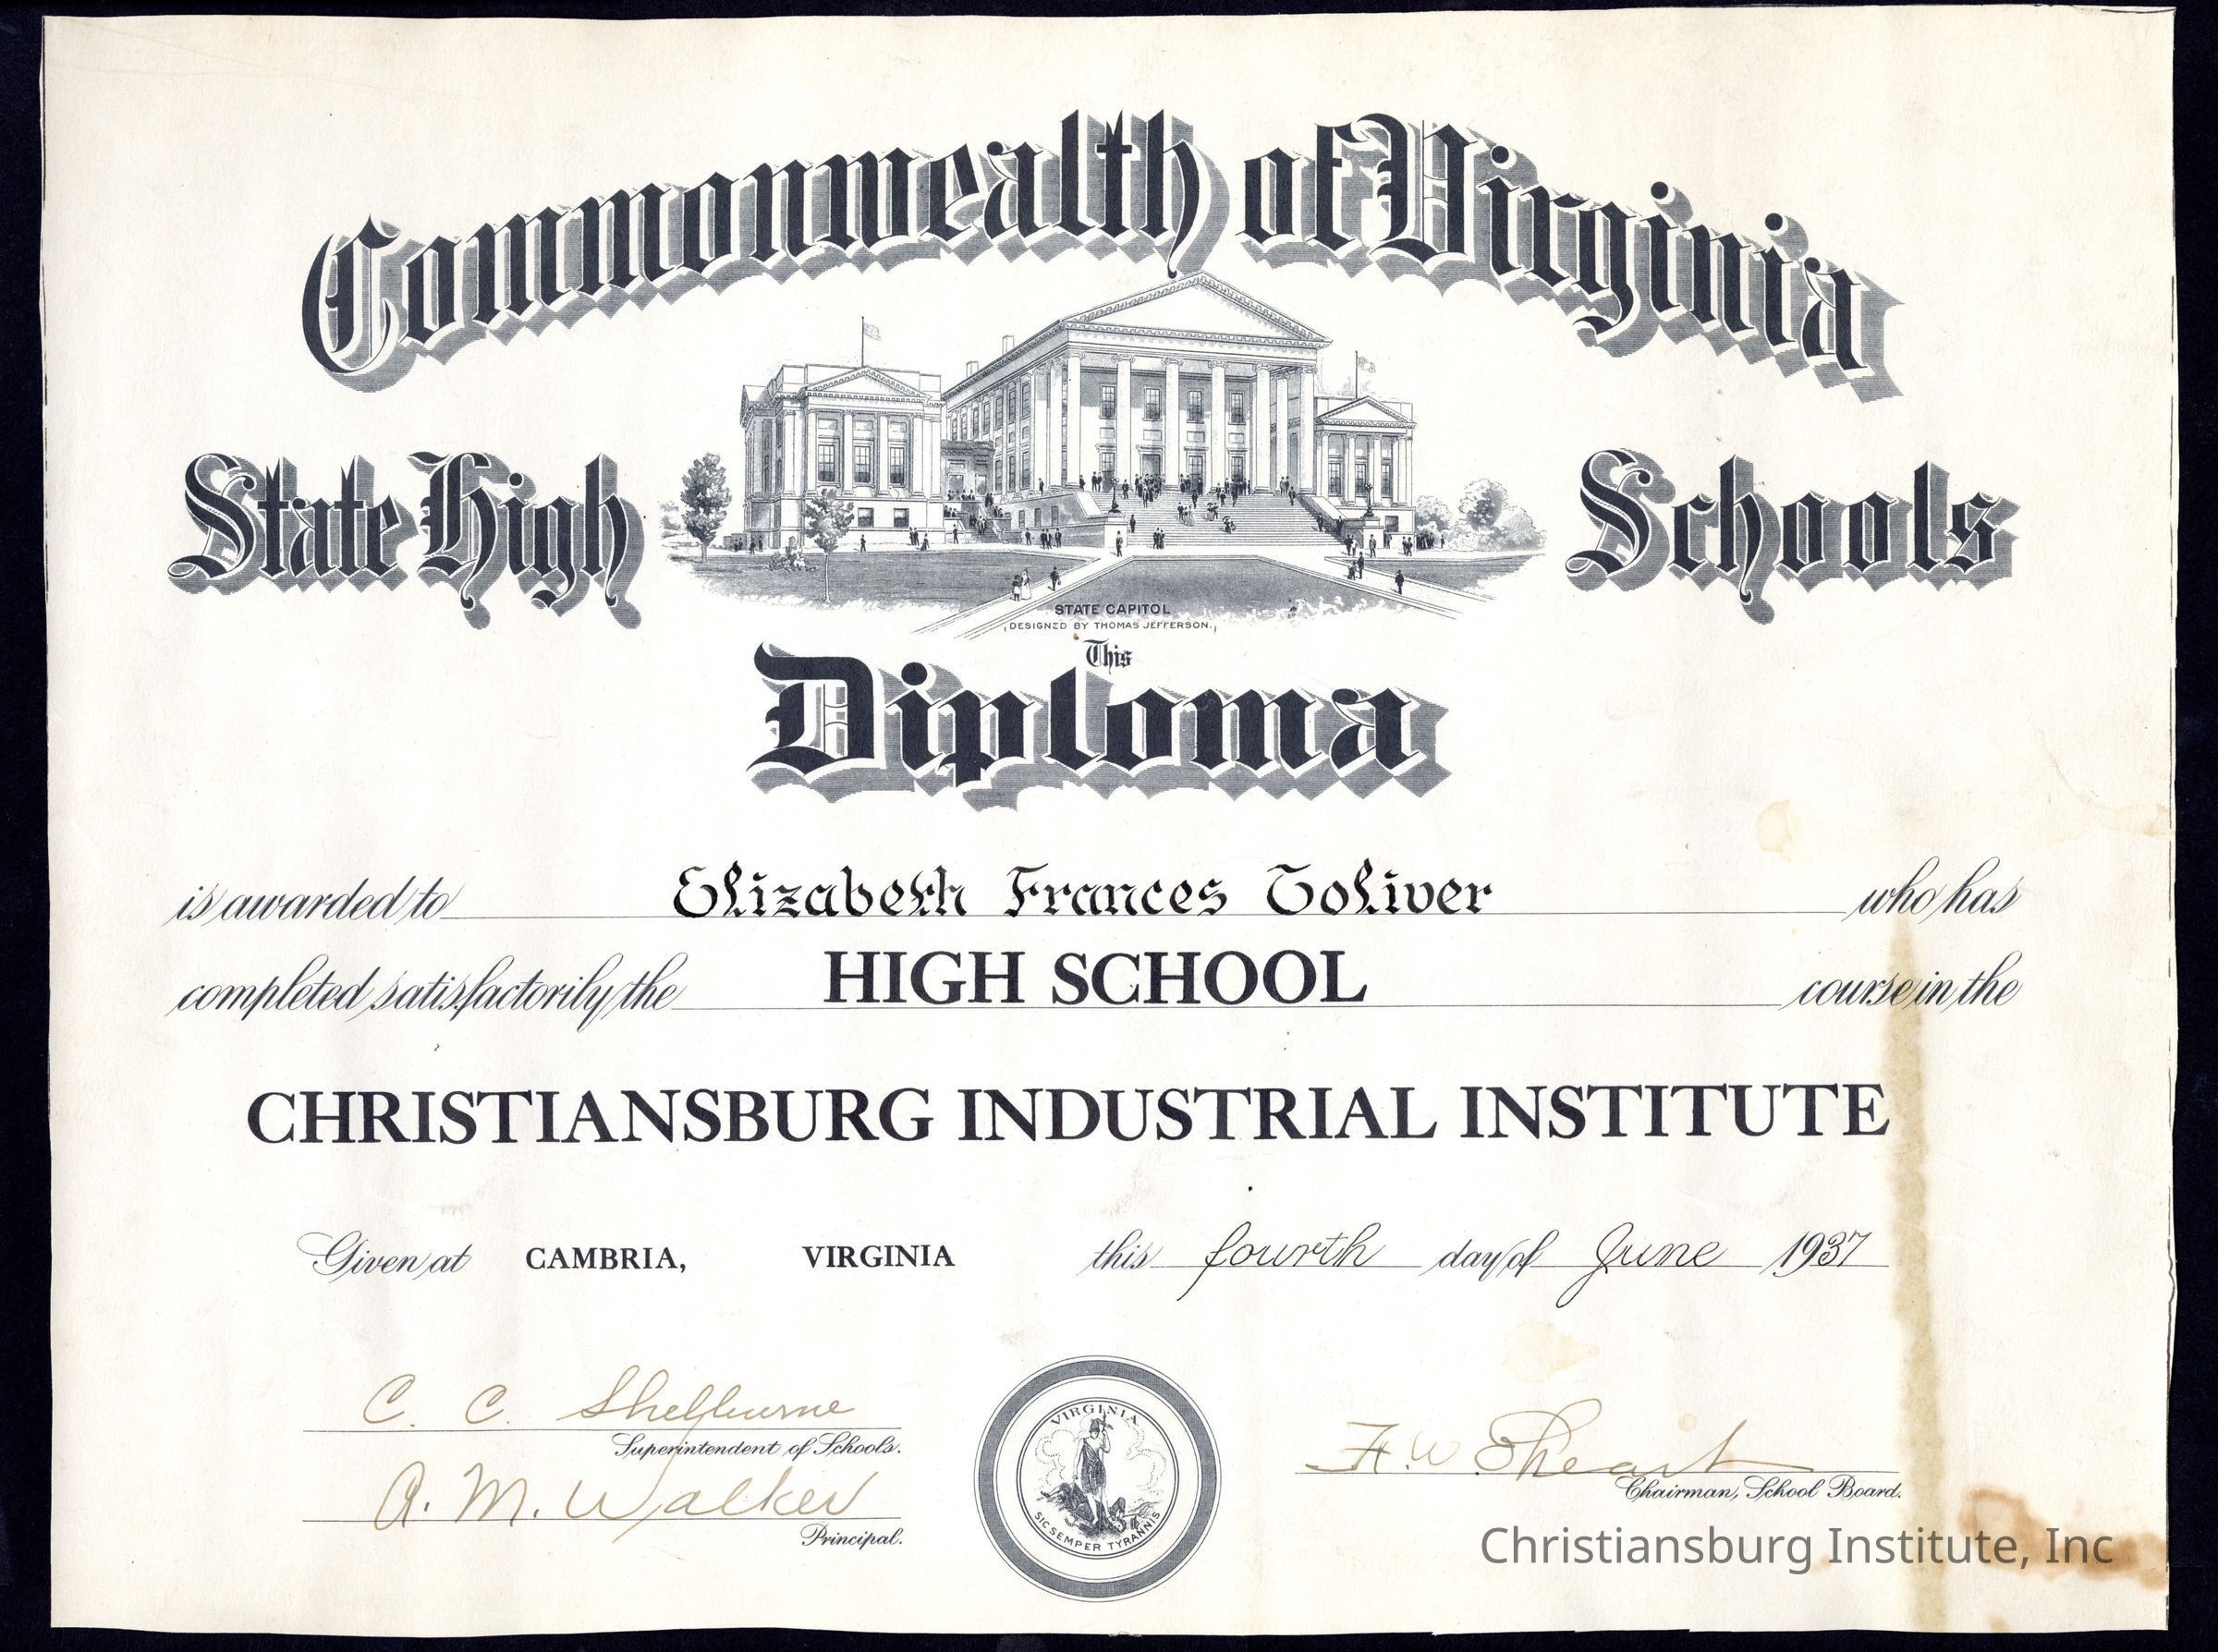 Commonwealth of Virginia
State High Schools
STATE CAPITOL
(DESIGNED BY THOMAS JEFFERSON.)
This
Diploma
is awarded to Elizabeth Frances Toliver who has
completed satisfactorily the HIGH SCHOOL course in the
CHRISTIANSBURG INDUSTRIAL INSTITUTE
Given at CAMBRIA, VIRGINIA this fourth day of June 1937
C. C. Shelburne
Superintendent of Schools.
A. M. Walker
Principal.
VIRGINIA
SIC SEMPER TYRANNIS
F. W. Sheart
Chairman, School Board.
Christiansburg Institute, Inc